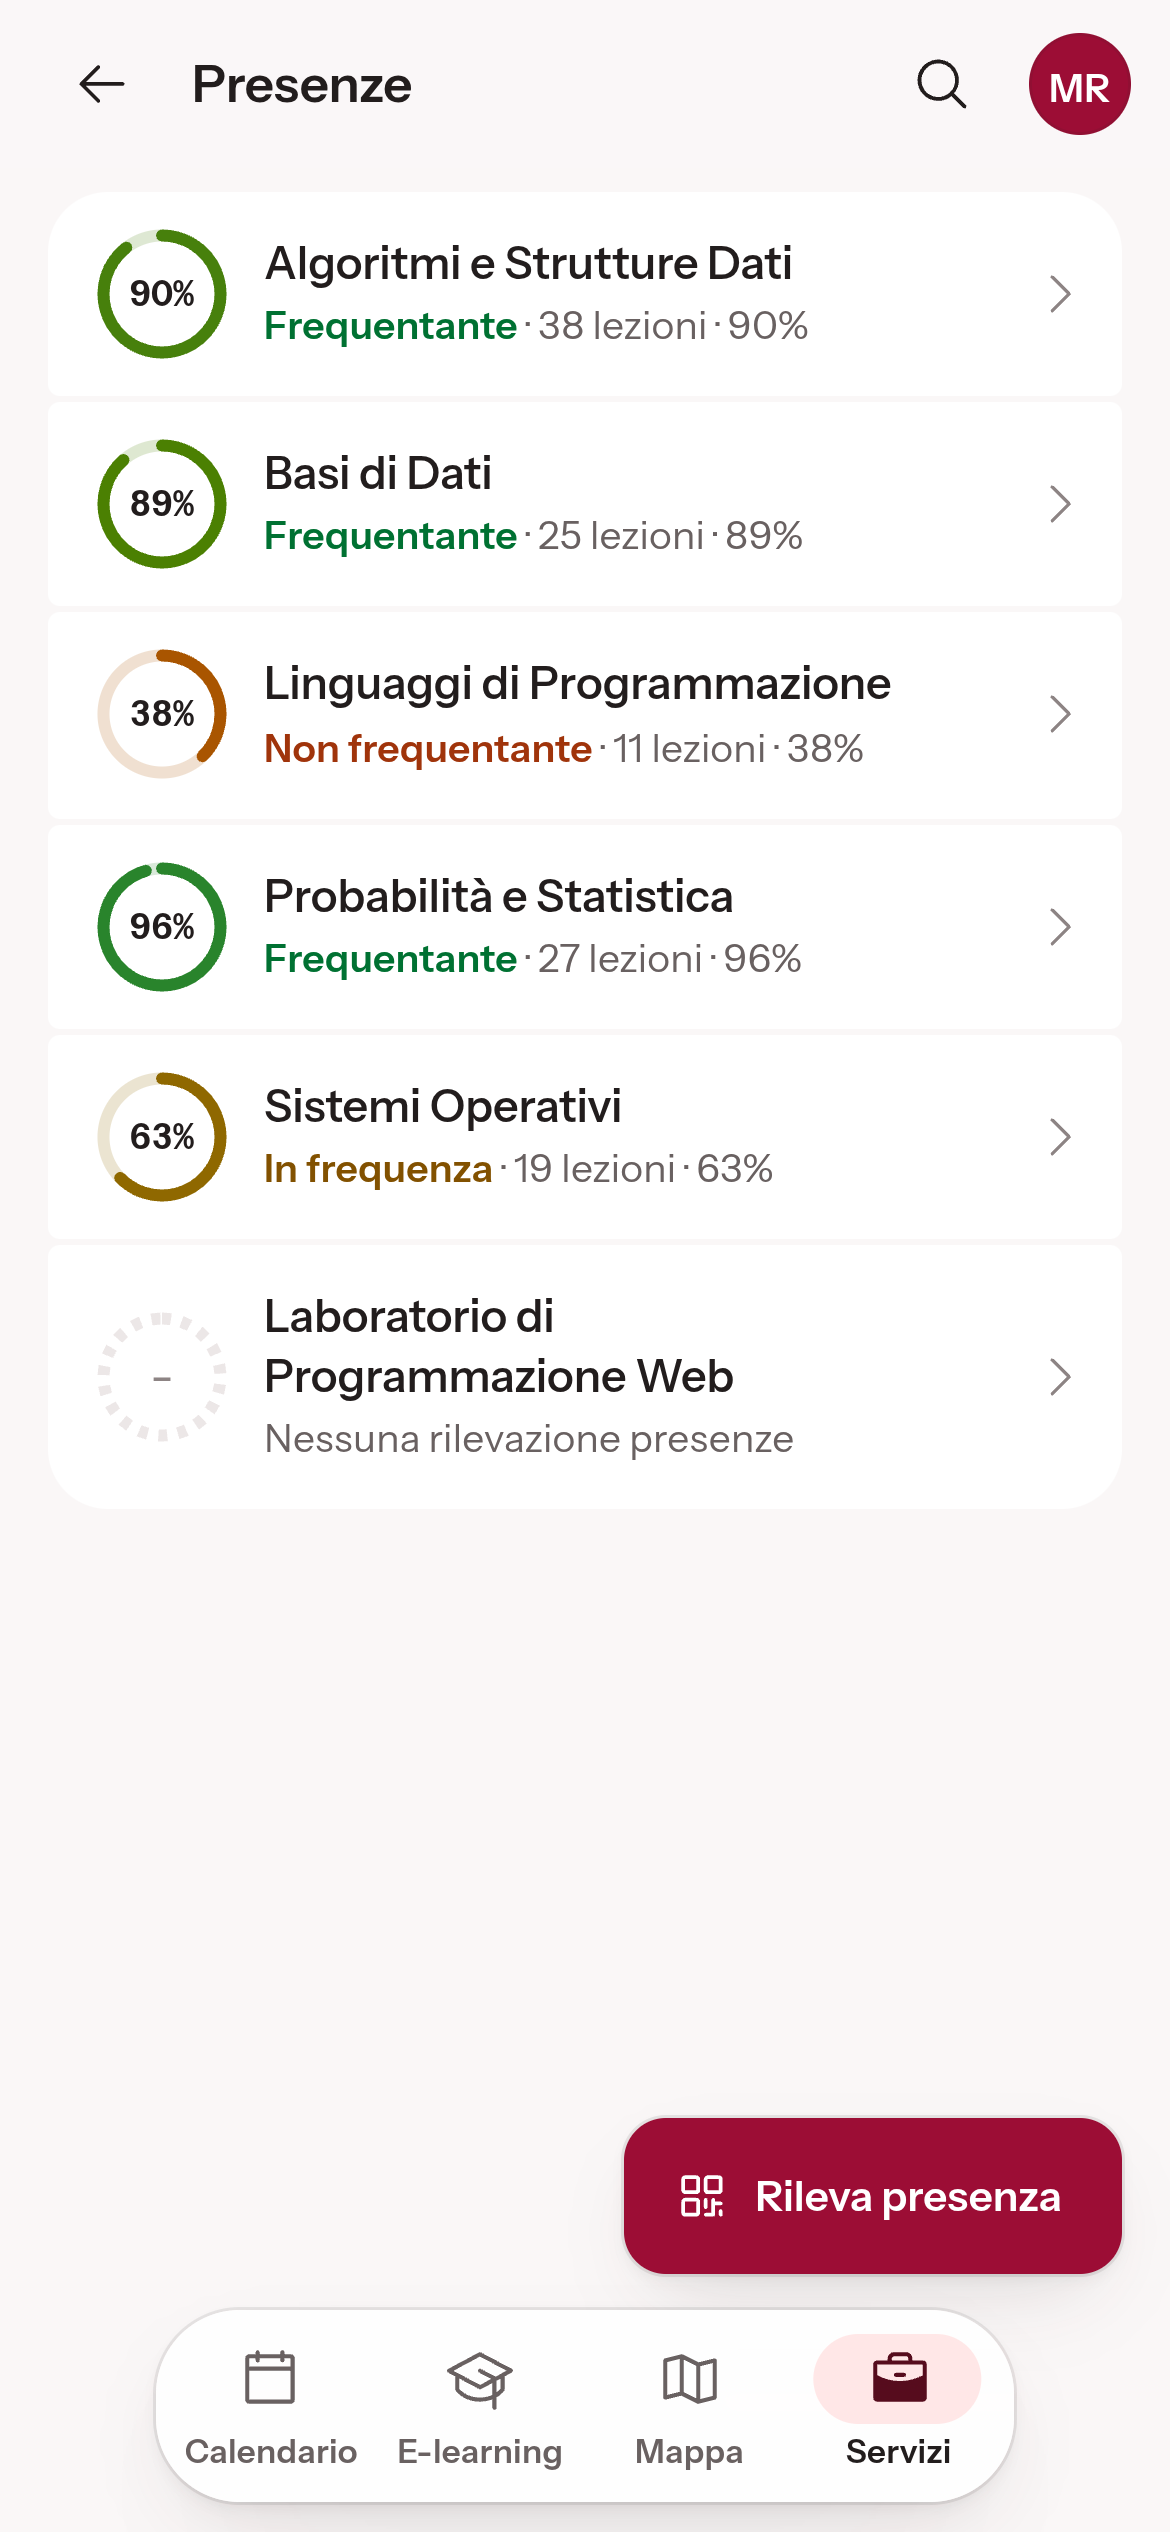 Presenze
MR
90%
Algoritmi e Strutture Dati
Frequentante · 38 lezioni · 90%
89%
Basi di Dati
Frequentante · 25 lezioni · 89%
38%
Linguaggi di Programmazione
Non frequentante · 11 lezioni · 38%
96%
Probabilità e Statistica
Frequentante · 27 lezioni · 96%
63%
Sistemi Operativi
In frequenza · 19 lezioni · 63%
–
Laboratorio di
Programmazione Web
Nessuna rilevazione presenze
Rileva presenza
Calendario
E-learning
Mappa
Servizi